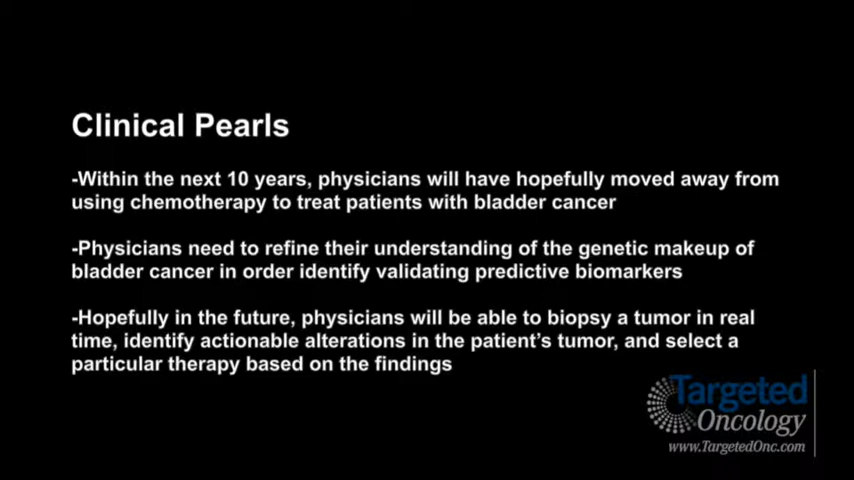 Clinical Pearls
-Within the next 10 years, physicians will have hopefully moved away from
using chemotherapy to treat patients with bladder cancer
-Physicians need to refine their understanding of the genetic makeup of
bladder cancer in order identify validating predictive biomarkers
-Hopefully in the future, physicians will be able to biopsy a tumor in real
time, identify actionable alterations in the patient's tumor, and select a
particular therapy based on the findings
Targeted
Oncology
www.TargetedOnc.com